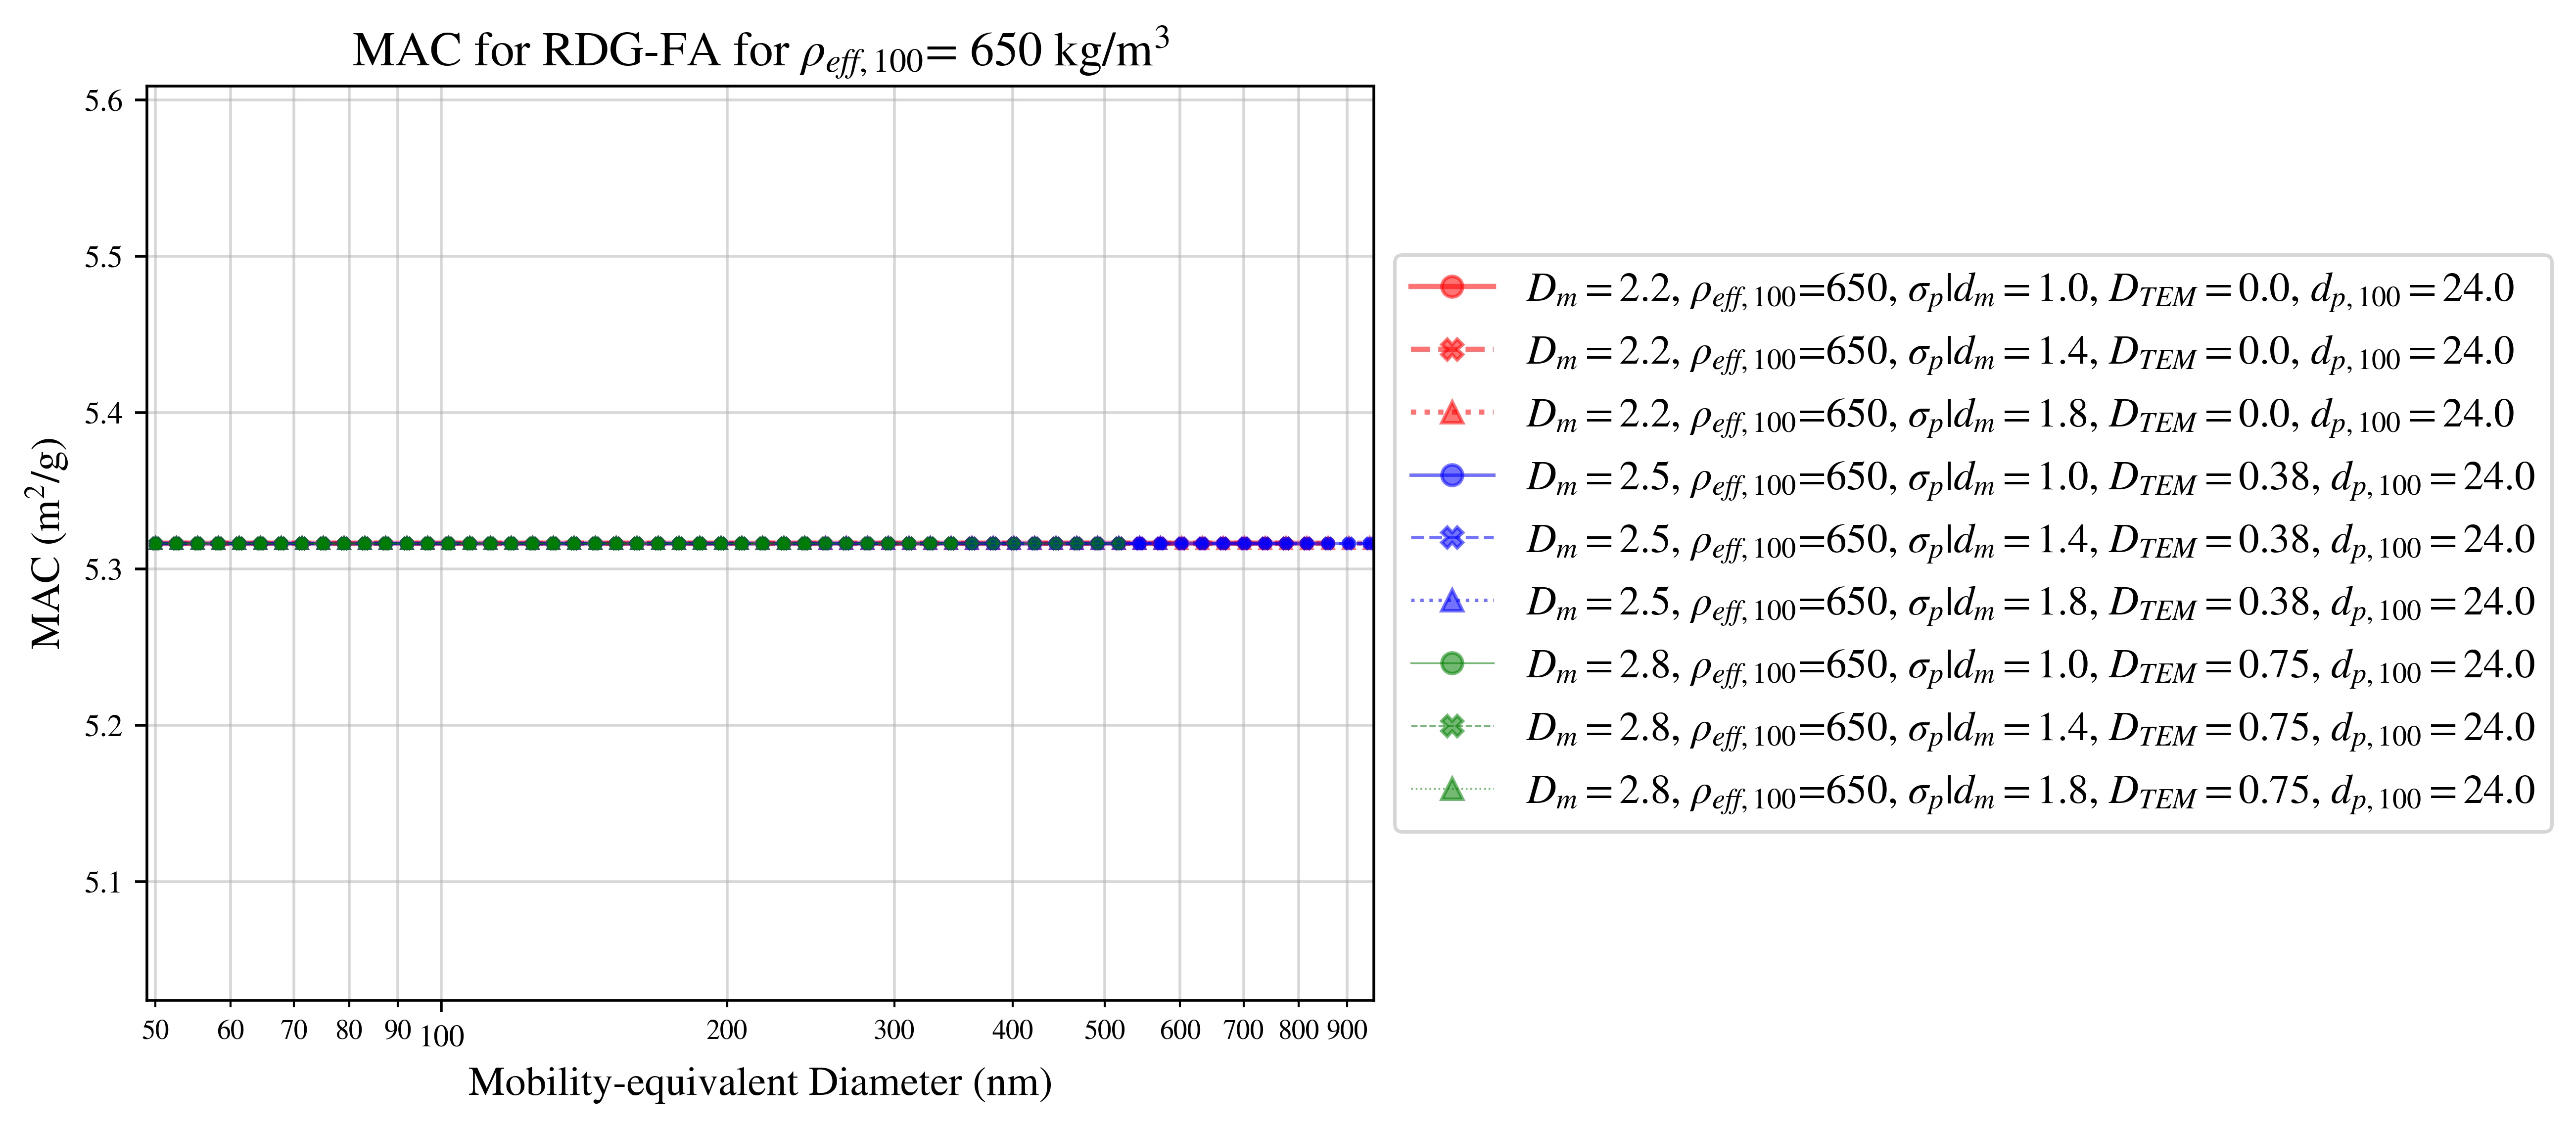 MAC for RDG-FA for ρeff,100= 650 kg/m³
MAC (m²/g)
5.6
5.5
5.4
5.3
5.2
5.1
50 60 70 80 90 100 200 300 400 500 600 700 800 900
Mobility-equivalent Diameter (nm)
Dm = 2.2, ρeff,100=650, σp|dm = 1.0, DTEM = 0.0, dp,100 = 24.0
Dm = 2.2, ρeff,100=650, σp|dm = 1.4, DTEM = 0.0, dp,100 = 24.0
Dm = 2.2, ρeff,100=650, σp|dm = 1.8, DTEM = 0.0, dp,100 = 24.0
Dm = 2.5, ρeff,100=650, σp|dm = 1.0, DTEM = 0.38, dp,100 = 24.0
Dm = 2.5, ρeff,100=650, σp|dm = 1.4, DTEM = 0.38, dp,100 = 24.0
Dm = 2.5, ρeff,100=650, σp|dm = 1.8, DTEM = 0.38, dp,100 = 24.0
Dm = 2.8, ρeff,100=650, σp|dm = 1.0, DTEM = 0.75, dp,100 = 24.0
Dm = 2.8, ρeff,100=650, σp|dm = 1.4, DTEM = 0.75, dp,100 = 24.0
Dm = 2.8, ρeff,100=650, σp|dm = 1.8, DTEM = 0.75, dp,100 = 24.0